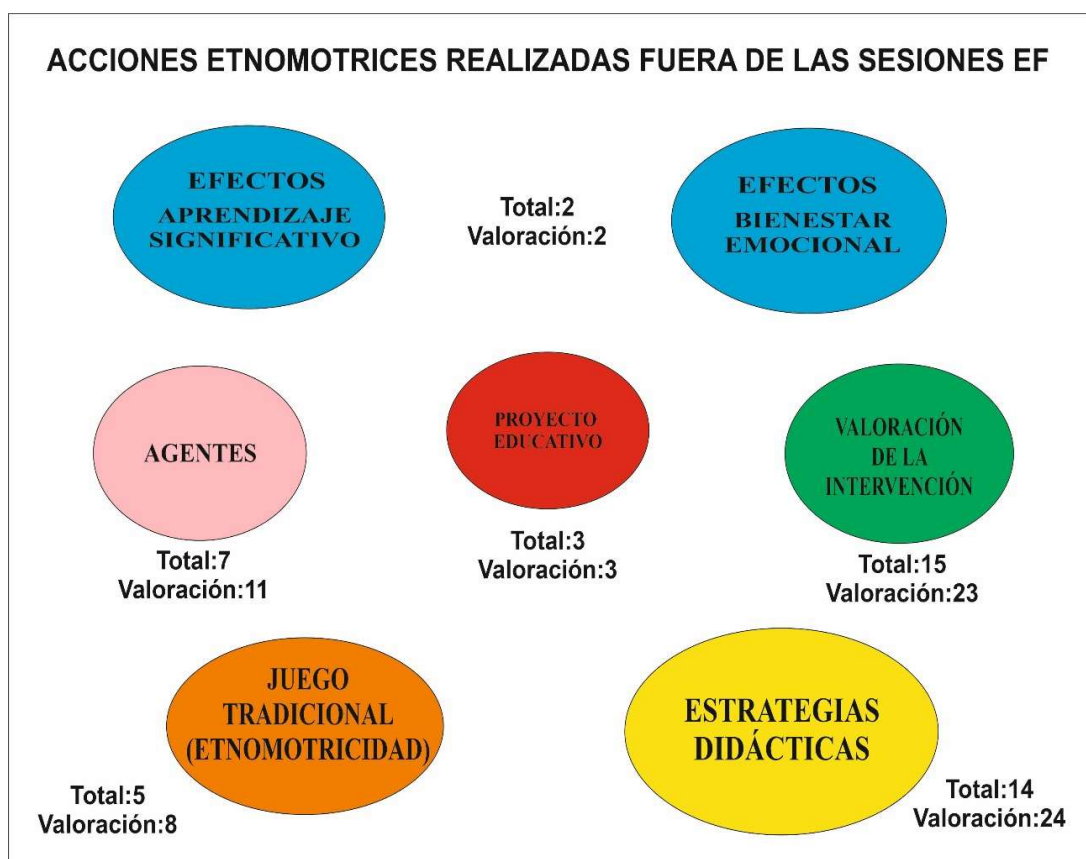 ACCIONES ETNOMOTRICES REALIZADAS FUERA DE LAS SESIONES EF
EFECTOS
APRENDIZAJE
SIGNIFICATIVO
Total:2
Valoración:2
EFECTOS
BIENESTAR
EMOCIONAL
AGENTES
Total:7
Valoración:11
PROYECTO
EDUCATIVO
Total:3
Valoración:3
VALORACIÓN
DE LA
INTERVENCIÓN
Total:15
Valoración:23
JUEGO
TRADICIONAL
(ETNOMOTRICIDAD)
Total:5
Valoración:8
ESTRATEGIAS
DIDÁCTICAS
Total:14
Valoración:24